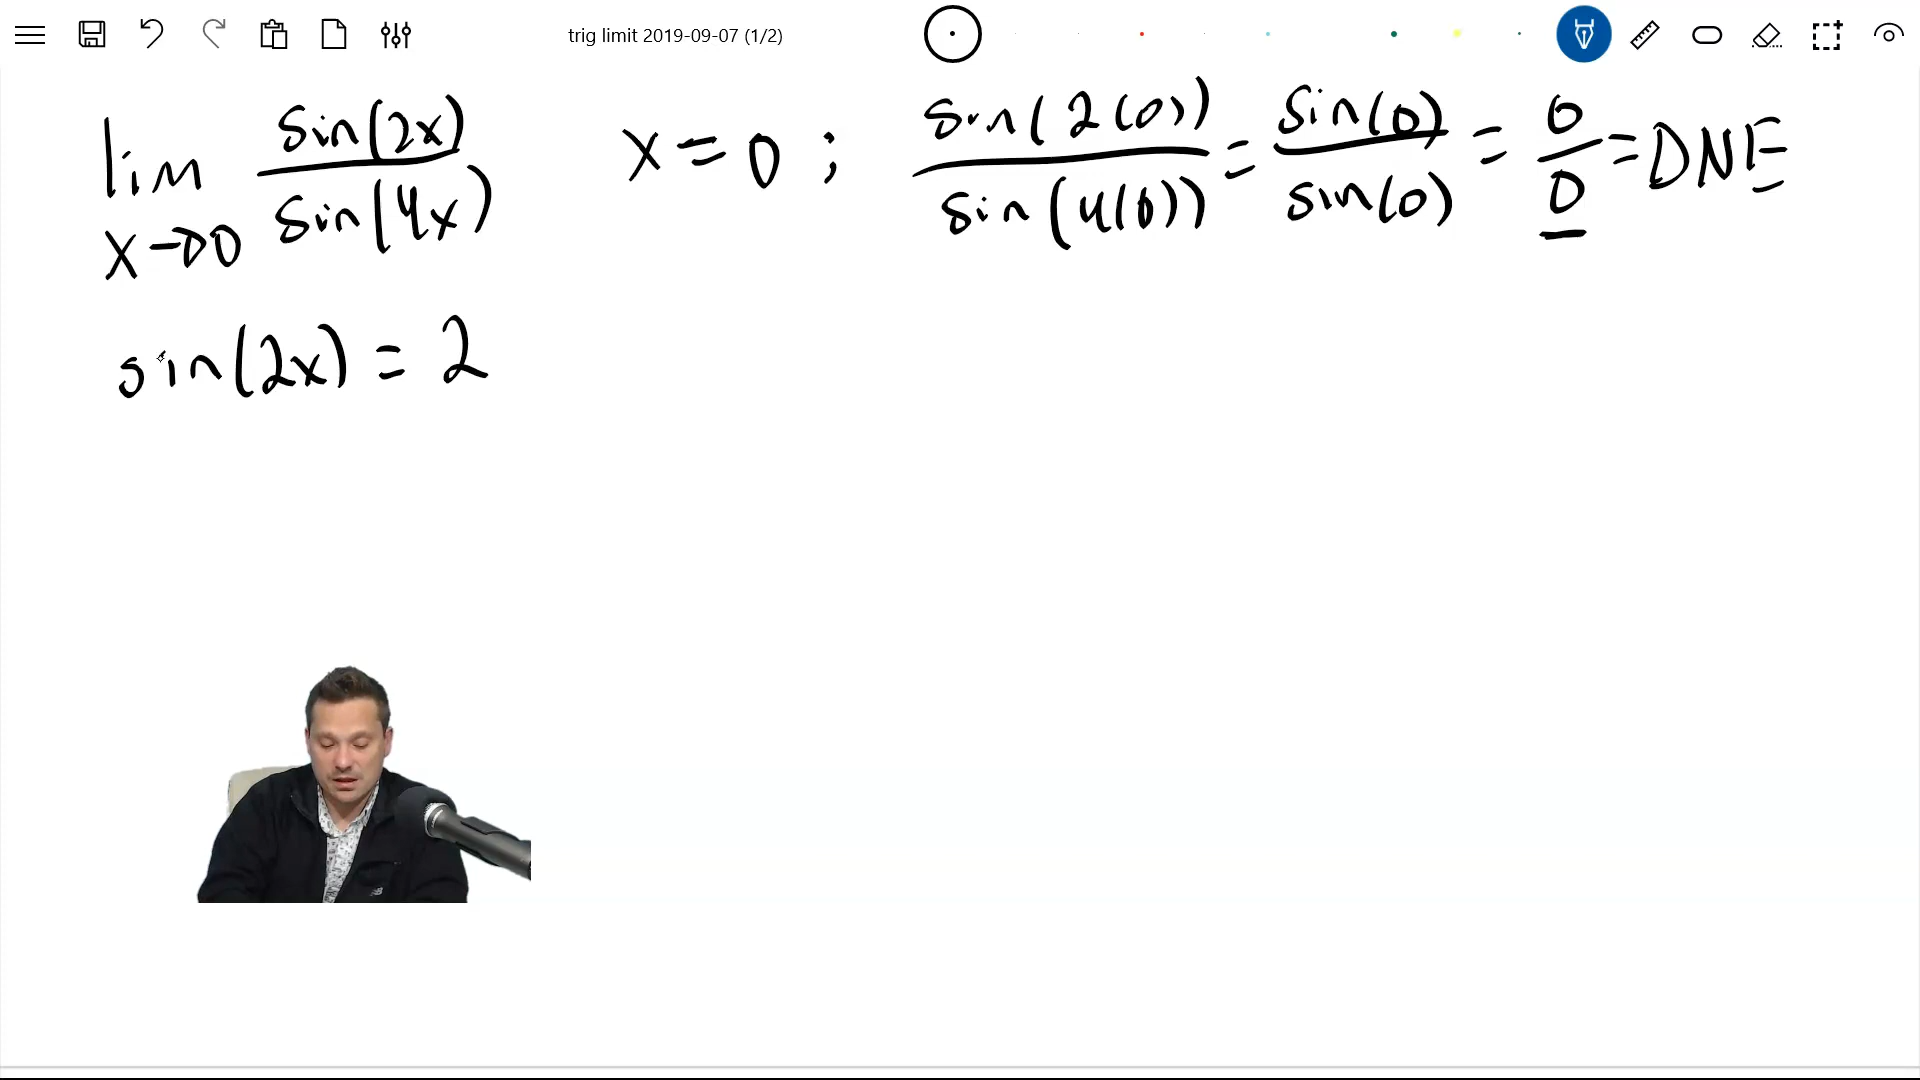 trig limit 2019-09-07 (1/2)
lim x→0 sin(2x)/sin(4x)    x = 0 ;    sin(2(0))/sin(4(0)) = sin(0)/sin(0) = 0/0 = DNE
sin(2x) = 2